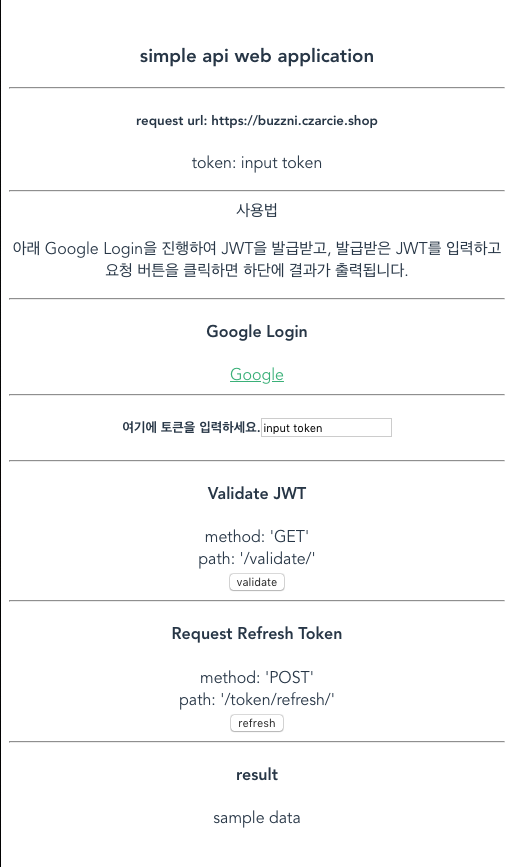 simple api web application
request url: https://buzzni.czarcie.shop
token: input token
사용법
아래 Google Login을 진행하여 JWT을 발급받고, 발급받은 JWT를 입력하고
요청 버튼을 클릭하면 하단에 결과가 출력됩니다.
Google Login
Google
여기에 토큰을 입력하세요. input token
Validate JWT
method: 'GET'
path: '/validate/'
validate
Request Refresh Token
method: 'POST'
path: '/token/refresh/'
refresh
result
sample data